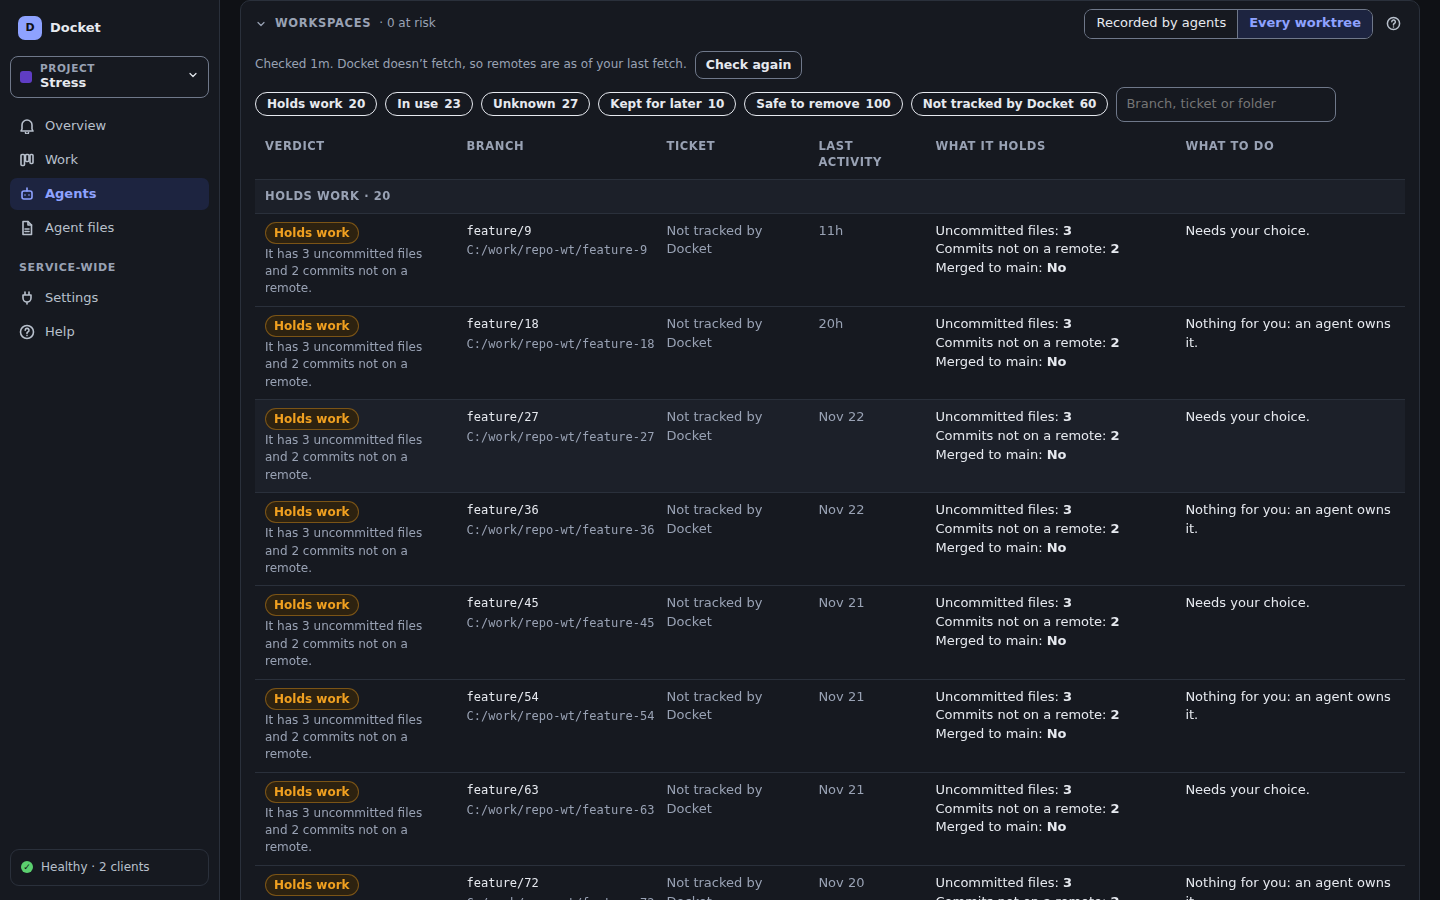 D Docket
PROJECT
Stress
Overview
Work
Agents
Agent files
SERVICE-WIDE
Settings
Help
Healthy · 2 clients
WORKSPACES · 0 at risk
Recorded by agents Every worktree
Checked 1m. Docket doesn’t fetch, so remotes are as of your last fetch. Check again
Holds work 20 In use 23 Unknown 27 Kept for later 10 Safe to remove 100 Not tracked by Docket 60 Branch, ticket or folder
VERDICT BRANCH TICKET LAST ACTIVITY WHAT IT HOLDS WHAT TO DO
HOLDS WORK · 20
Holds work
It has 3 uncommitted files
and 2 commits not on a
remote.
feature/9
C:/work/repo-wt/feature-9
Not tracked by
Docket
11h
Uncommitted files: 3
Commits not on a remote: 2
Merged to main: No
Needs your choice.
Holds work
It has 3 uncommitted files
and 2 commits not on a
remote.
feature/18
C:/work/repo-wt/feature-18
Not tracked by
Docket
20h
Uncommitted files: 3
Commits not on a remote: 2
Merged to main: No
Nothing for you: an agent owns
it.
Holds work
It has 3 uncommitted files
and 2 commits not on a
remote.
feature/27
C:/work/repo-wt/feature-27
Not tracked by
Docket
Nov 22
Uncommitted files: 3
Commits not on a remote: 2
Merged to main: No
Needs your choice.
Holds work
It has 3 uncommitted files
and 2 commits not on a
remote.
feature/36
C:/work/repo-wt/feature-36
Not tracked by
Docket
Nov 22
Uncommitted files: 3
Commits not on a remote: 2
Merged to main: No
Nothing for you: an agent owns
it.
Holds work
It has 3 uncommitted files
and 2 commits not on a
remote.
feature/45
C:/work/repo-wt/feature-45
Not tracked by
Docket
Nov 21
Uncommitted files: 3
Commits not on a remote: 2
Merged to main: No
Needs your choice.
Holds work
It has 3 uncommitted files
and 2 commits not on a
remote.
feature/54
C:/work/repo-wt/feature-54
Not tracked by
Docket
Nov 21
Uncommitted files: 3
Commits not on a remote: 2
Merged to main: No
Nothing for you: an agent owns
it.
Holds work
It has 3 uncommitted files
and 2 commits not on a
remote.
feature/63
C:/work/repo-wt/feature-63
Not tracked by
Docket
Nov 21
Uncommitted files: 3
Commits not on a remote: 2
Merged to main: No
Needs your choice.
Holds work
feature/72
Not tracked by
Nov 20
Uncommitted files: 3
Nothing for you: an agent owns